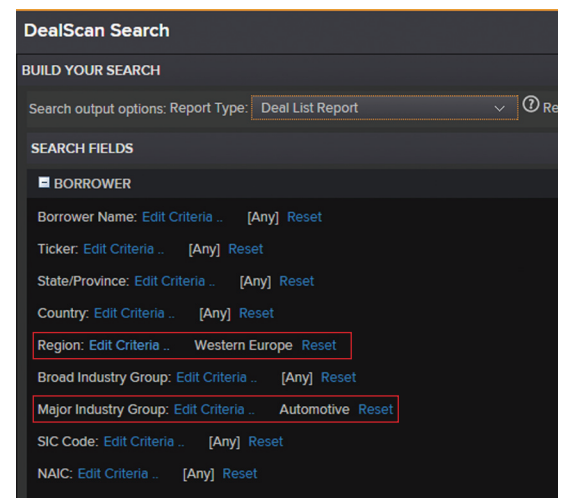 DealScan Search
BUILD YOUR SEARCH
Search output options: Report Type: Deal List Report ? Re
SEARCH FIELDS
BORROWER
Borrower Name: Edit Criteria .. [Any] Reset
Ticker: Edit Criteria .. [Any] Reset
State/Province: Edit Criteria .. [Any] Reset
Country: Edit Criteria .. [Any] Reset
Region: Edit Criteria .. Western Europe Reset
Broad Industry Group: Edit Criteria .. [Any] Reset
Major Industry Group: Edit Criteria .. Automotive Reset
SIC Code: Edit Criteria .. [Any] Reset
NAIC: Edit Criteria .. [Any] Reset